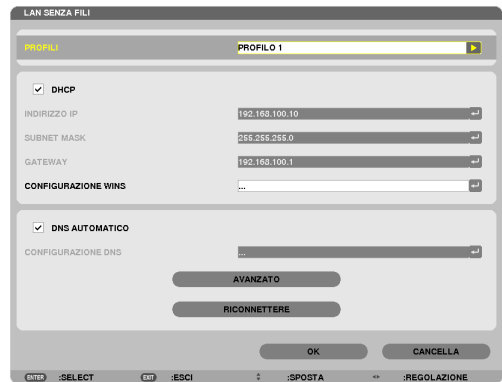 LAN SENZA FILI
PROFILI PROFILO 1
DHCP
INDIRIZZO IP 192.168.100.10
SUBNET MASK 255.255.255.0
GATEWAY 192.168.100.1
CONFIGURAZIONE WINS ...
DNS AUTOMATICO
CONFIGURAZIONE DNS ...
AVANZATO
RICONNETTERE
OK CANCELLA
ENTER :SELECT EXIT :ESCI :SPOSTA :REGOLAZIONE